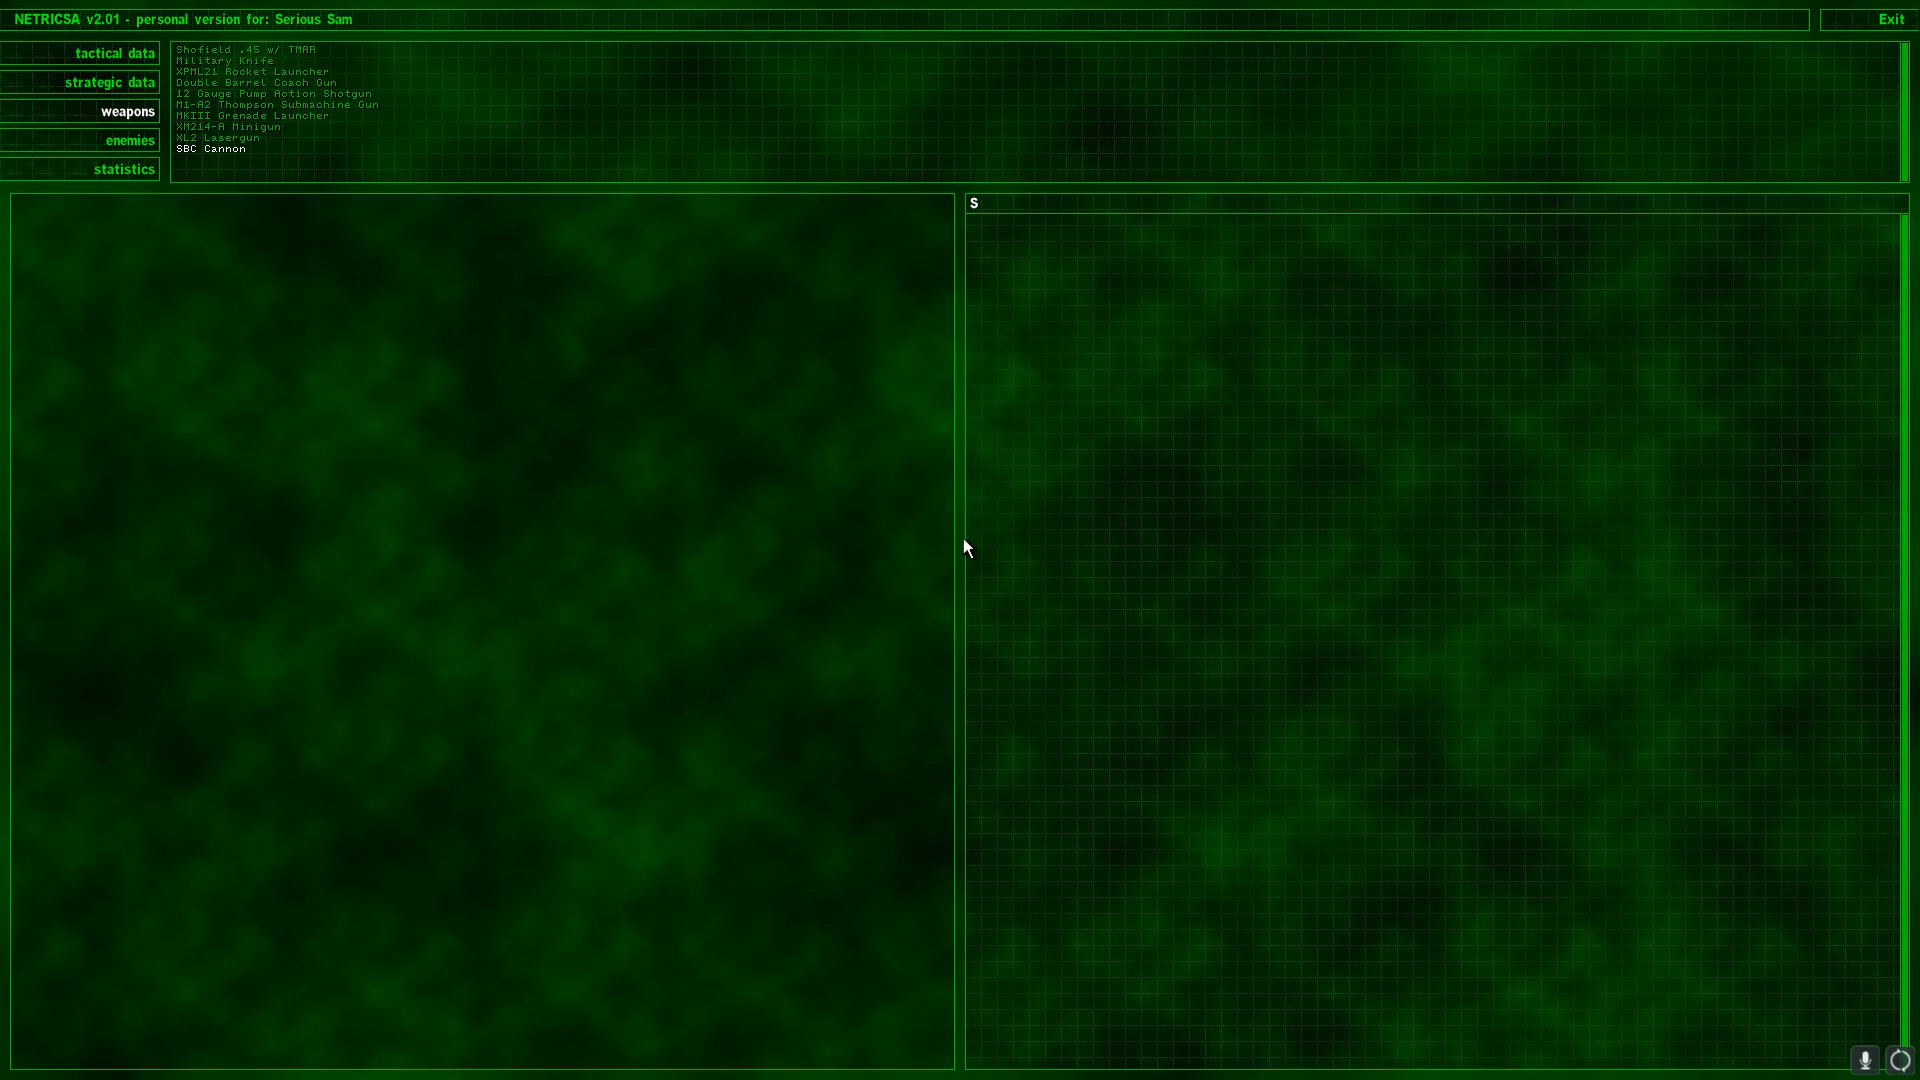 NETRICSA v2.01 - personal version for: Serious Sam
Exit
tactical data
strategic data
weapons
enemies
statistics
Shofield .45 w/ TMAR
Military Knife
XPML21 Rocket Launcher
Double Barrel Coach Gun
12 Gauge Pump Action Shotgun
M1-A2 Thompson Submachine Gun
MKIII Grenade Launcher
XM214-A Minigun
XL2 Lasergun
SBC Cannon
S